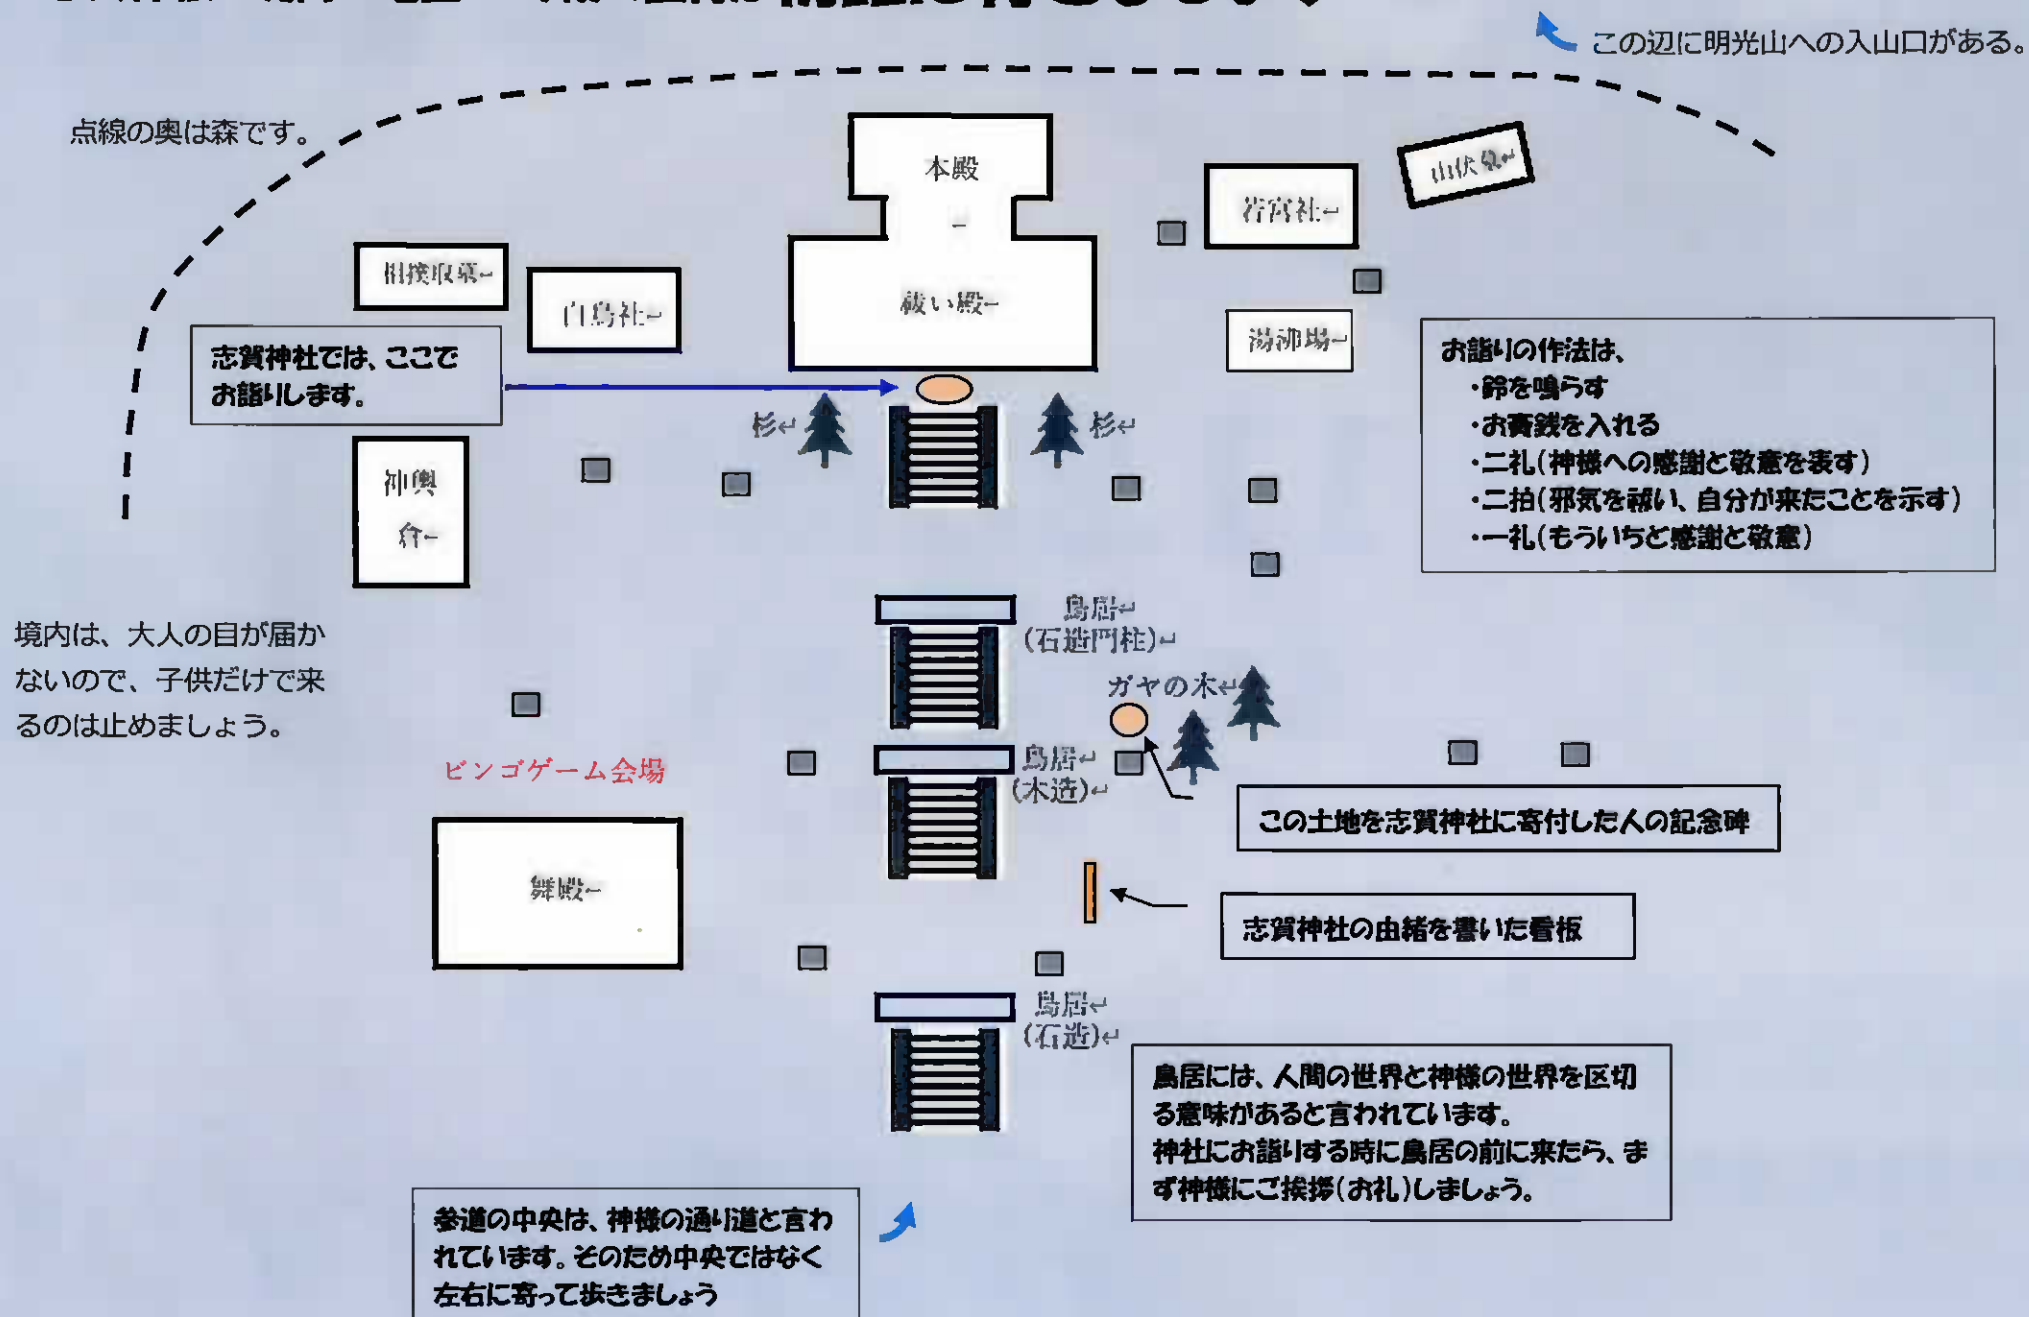 この辺に明光山への入山口がある。
点線の奥は森です。
本殿
山伏
若宮社
相撲取墓
白鳥社
祓い殿
湯沸場
志賀神社では、ここで
お詣りします。
お詣りの作法は、
・鈴を鳴らす
・お賽銭を入れる
・二礼(神様への感謝と敬意を表す)
・二拍(邪気を祓い、自分が来たことを示す)
・一礼(もういちど感謝と敬意)
杉
杉
神輿
倉
鳥居
(石造門柱)
境内は、大人の目が届か
ないので、子供だけで来
るのは止めましょう。
ガヤの木
ビンゴゲーム会場
鳥居
(木造)
この土地を志賀神社に寄付した人の記念碑
舞殿
志賀神社の由緒を書いた看板
鳥居
(石造)
鳥居には、人間の世界と神様の世界を区切
る意味があると言われています。
神社にお詣りする時に鳥居の前に来たら、ま
ず神様にご挨拶(お礼)しましょう。
参道の中央は、神様の通り道と言わ
れています。そのため中央ではなく
左右に寄って歩きましょう